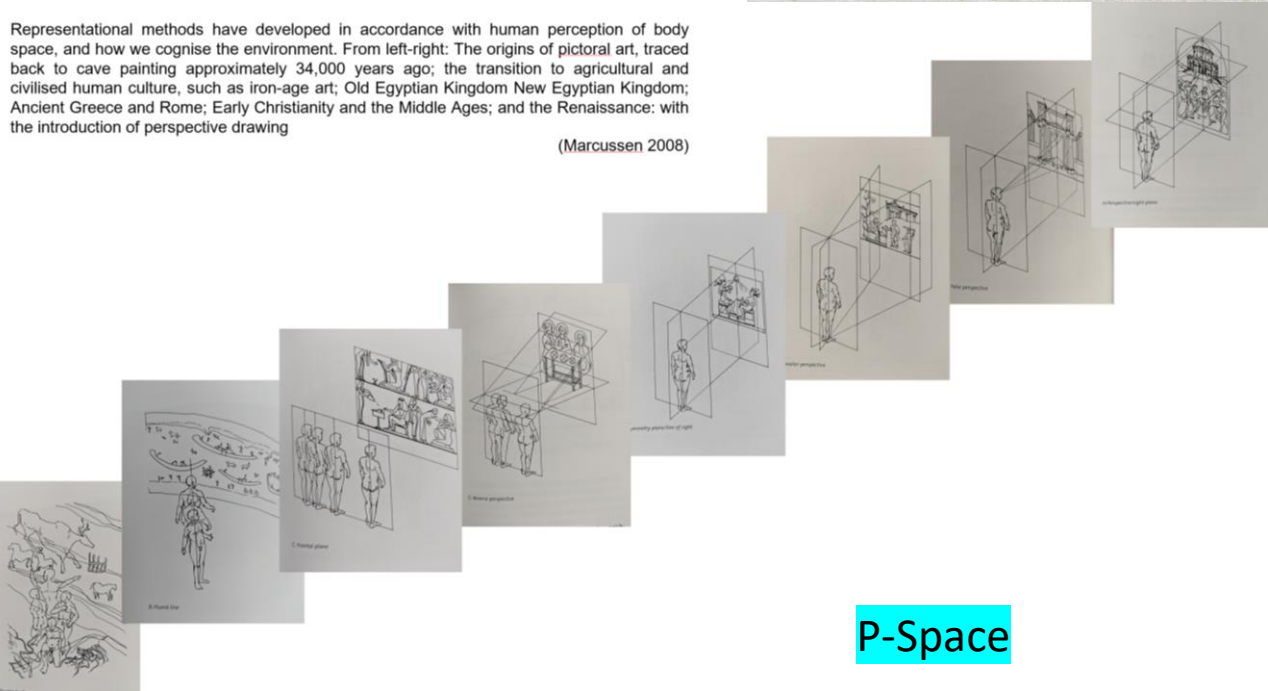 Representational methods have developed in accordance with human perception of body
space, and how we cognise the environment. From left-right: The origins of pictoral art, traced
back to cave painting approximately 34,000 years ago; the transition to agricultural and
civilised human culture, such as iron-age art; Old Egyptian Kingdom New Egyptian Kingdom;
Ancient Greece and Rome; Early Christianity and the Middle Ages; and the Renaissance: with
the introduction of perspective drawing
(Marcussen 2008)
perspective
perspective
plane
P-Space